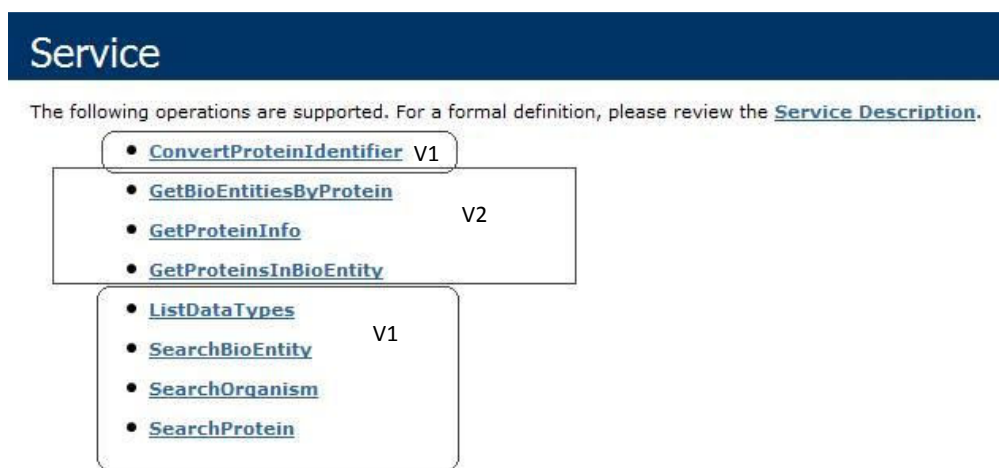 Service
The following operations are supported. For a formal definition, please review the Service Description.
• ConvertProteinIdentifier V1
• GetBioEntitiesByProtein
V2
• GetProteinInfo
• GetProteinsInBioEntity
• ListDataTypes
V1
• SearchBioEntity
• SearchOrganism
• SearchProtein